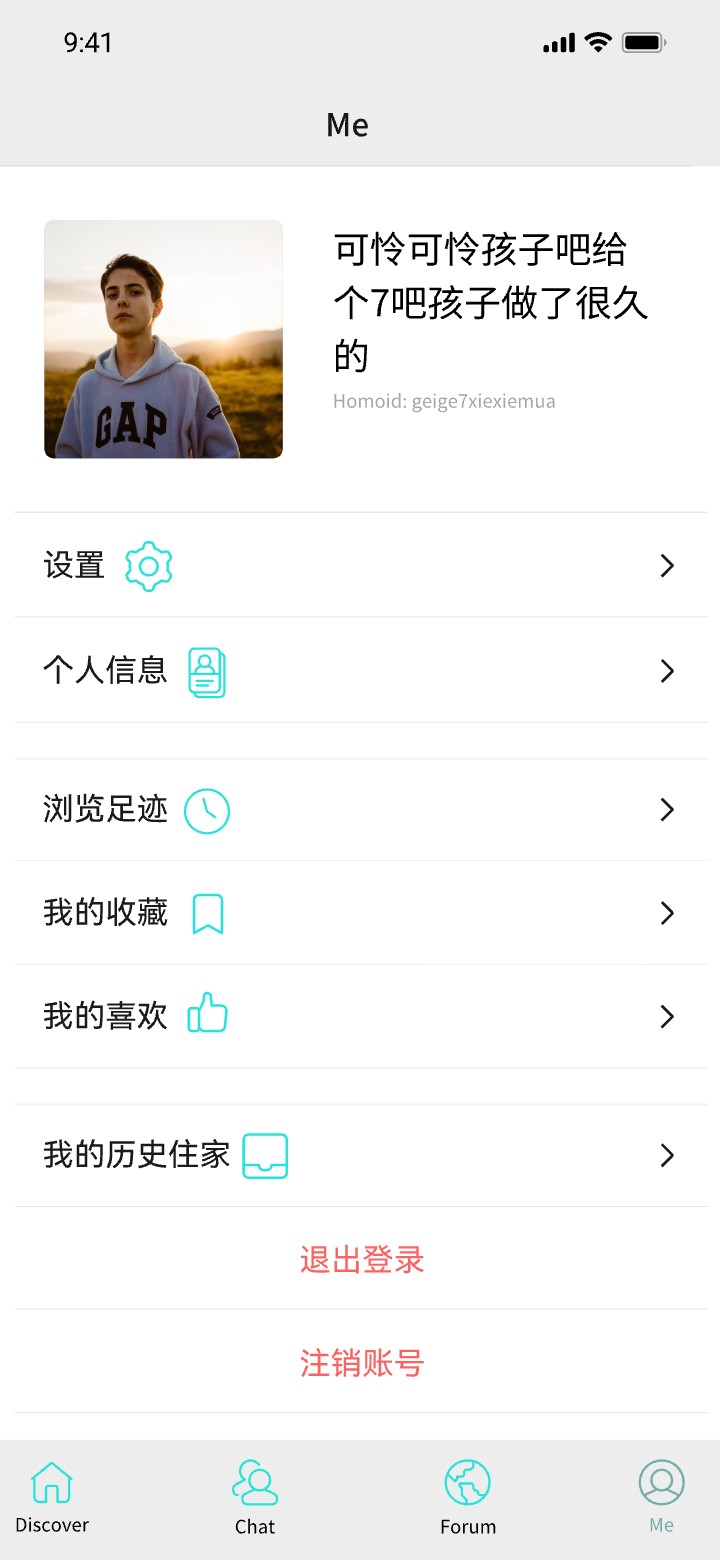 9:41
Me
可怜可怜孩子吧给
个7吧孩子做了很久
的
Homoid: geige7xiexiemua
GAP
设置
个人信息
浏览足迹
我的收藏
我的喜欢
我的历史住家
退出登录
注销账号
Discover
Chat
Forum
Me